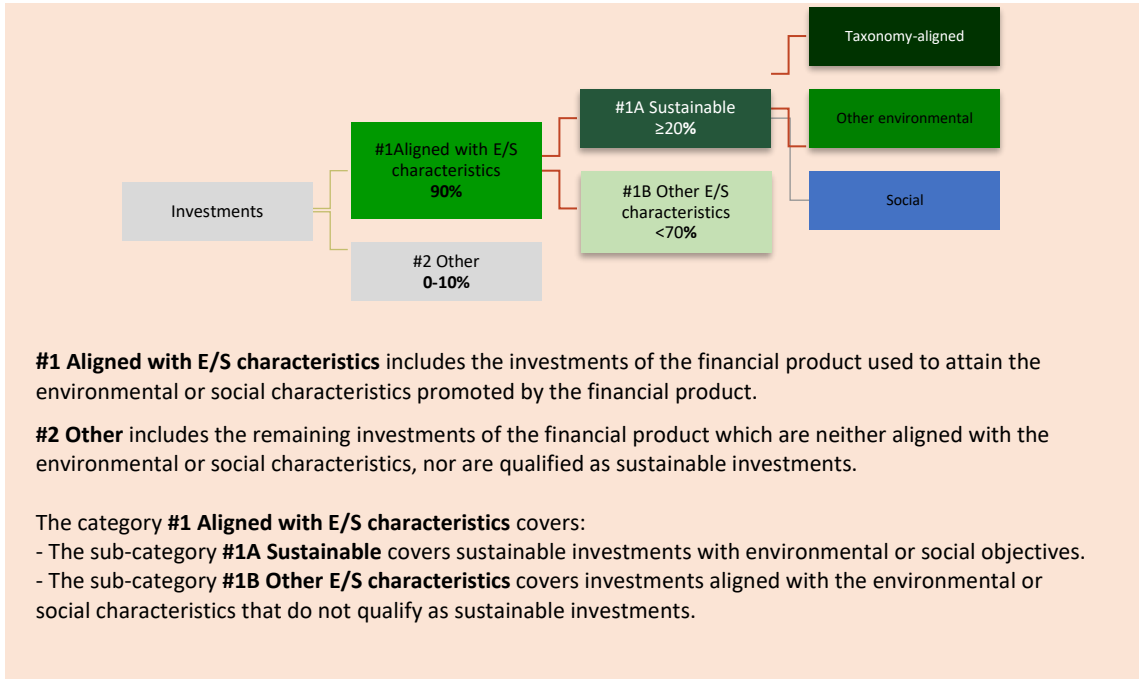 Taxonomy-aligned
#1A Sustainable
≥20%
Other environmental
#1Aligned with E/S
characteristics
90%
Investments
#1B Other E/S
characteristics
<70%
Social
#2 Other
0-10%
#1 Aligned with E/S characteristics includes the investments of the financial product used to attain the
environmental or social characteristics promoted by the financial product.
#2 Other includes the remaining investments of the financial product which are neither aligned with the
environmental or social characteristics, nor are qualified as sustainable investments.
The category #1 Aligned with E/S characteristics covers:
- The sub-category #1A Sustainable covers sustainable investments with environmental or social objectives.
- The sub-category #1B Other E/S characteristics covers investments aligned with the environmental or
social characteristics that do not qualify as sustainable investments.